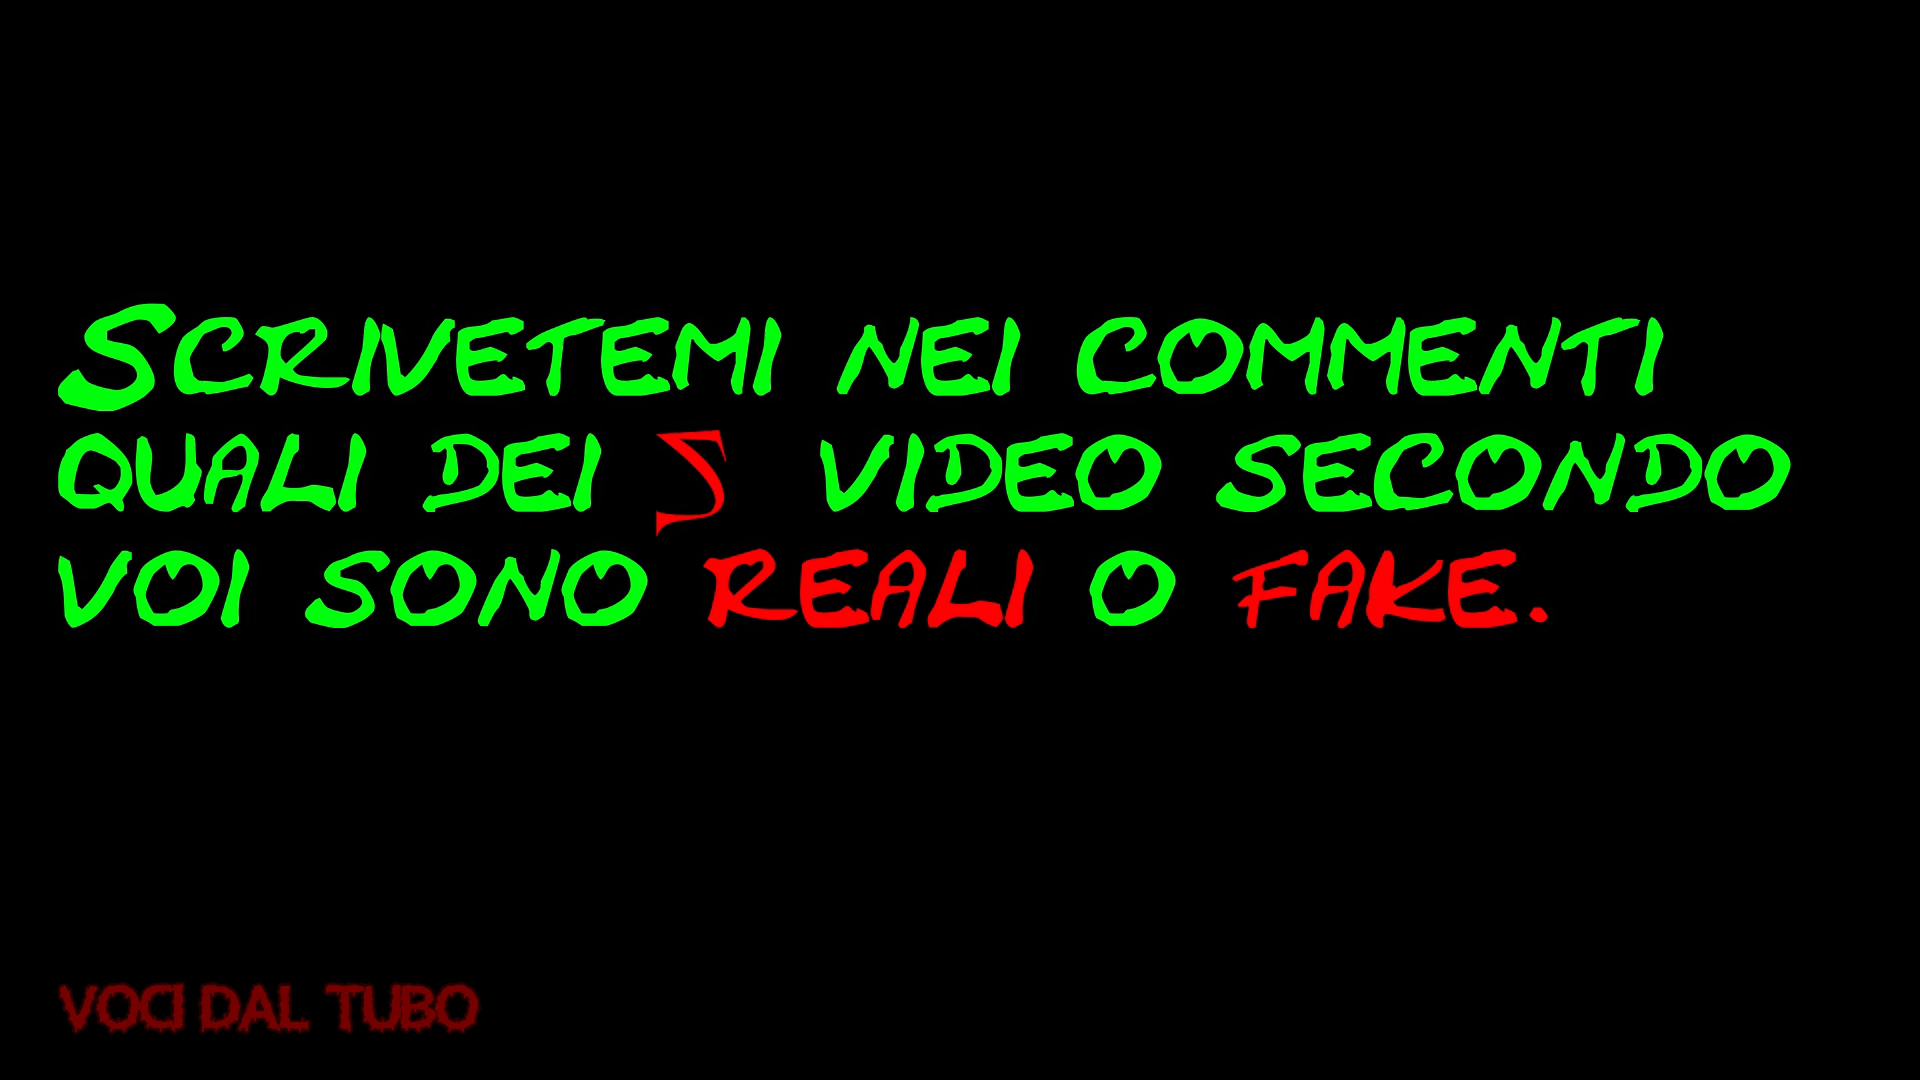 Scrivetemi nei commenti
quali dei 5 video secondo
voi sono reali o fake.
VOCI DAL TUBO